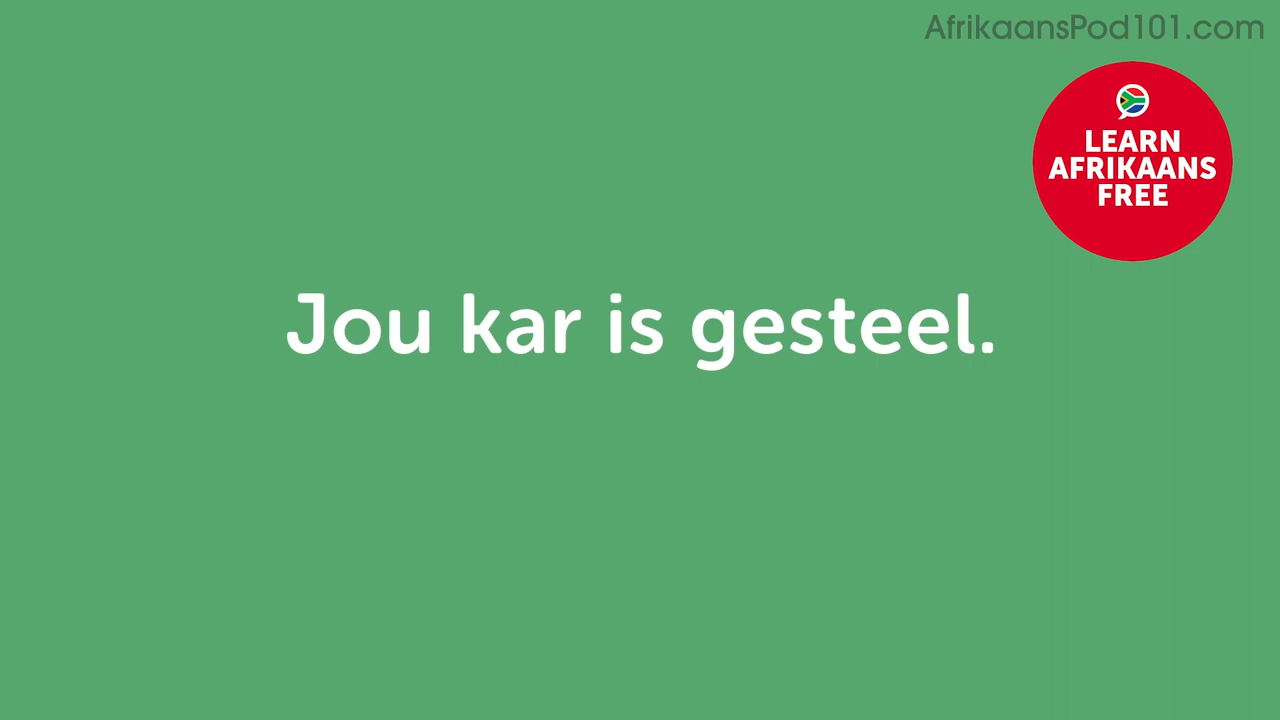 AfrikaansPod101.com
LEARN
AFRIKAANS
FREE
Jou kar is gesteel.